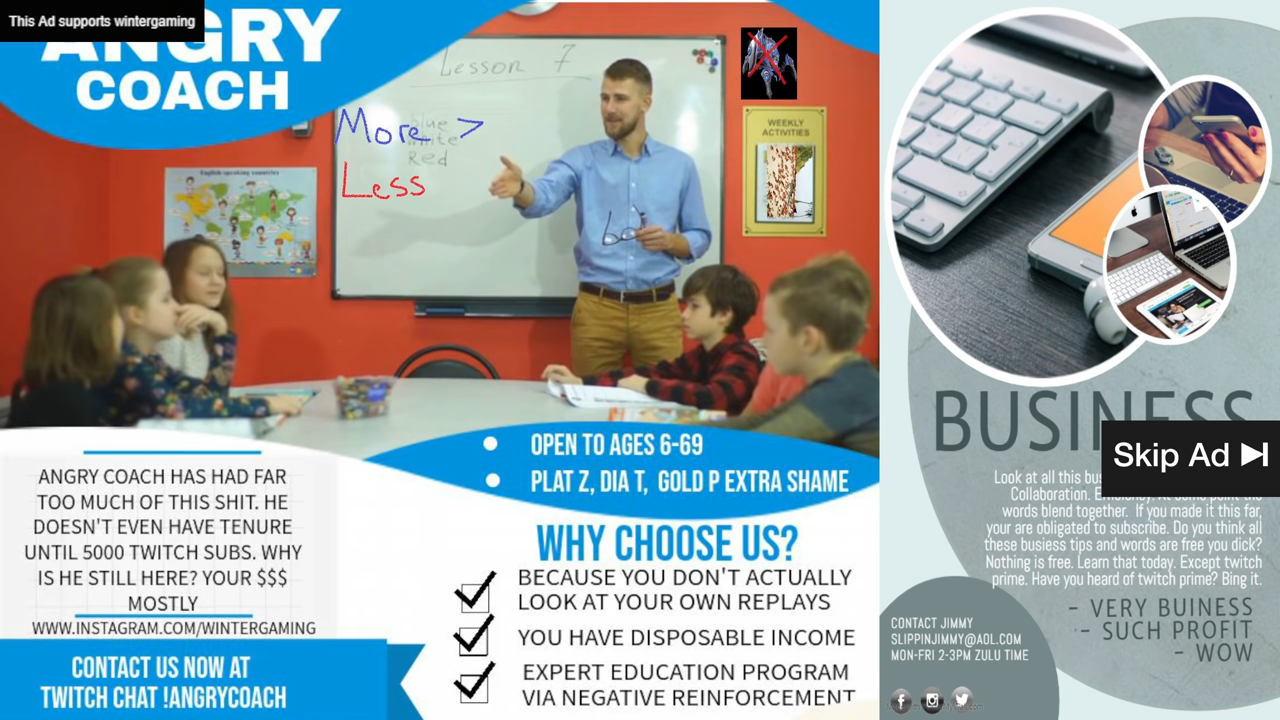 This Ad supports wintergaming
ANGRY
COACH
Lesson 7
More >
blue
white
Red
Less
English-speaking countries
WEEKLY
ACTIVITIES
OPEN TO AGES 6-69
PLAT Z, DIA T, GOLD P EXTRA SHAME
ANGRY COACH HAS HAD FAR
TOO MUCH OF THIS SHIT. HE
DOESN'T EVEN HAVE TENURE
UNTIL 5000 TWITCH SUBS. WHY
IS HE STILL HERE? YOUR $$$
MOSTLY
WWW.INSTAGRAM.COM/WINTERGAMING
CONTACT US NOW AT
TWITCH CHAT !ANGRYCOACH
WHY CHOOSE US?
BECAUSE YOU DON'T ACTUALLY
LOOK AT YOUR OWN REPLAYS
YOU HAVE DISPOSABLE INCOME
EXPERT EDUCATION PROGRAM
VIA NEGATIVE REINFORCEMENT
BUSINESS
Skip Ad
Look at all this
Collaboration. Efficiency. At some point the
words blend together. If you made it this far,
your are obligated to subscribe. Do you think all
these busiess tips and words are free you dick?
Nothing is free. Learn that today. Except twitch
prime. Have you heard of twitch prime? Bing it.
- VERY BUINESS
- SUCH PROFIT
- WOW
CONTACT JIMMY
SLIPPINJIMMY@AOL.COM
MON-FRI 2-3PM ZULU TIME